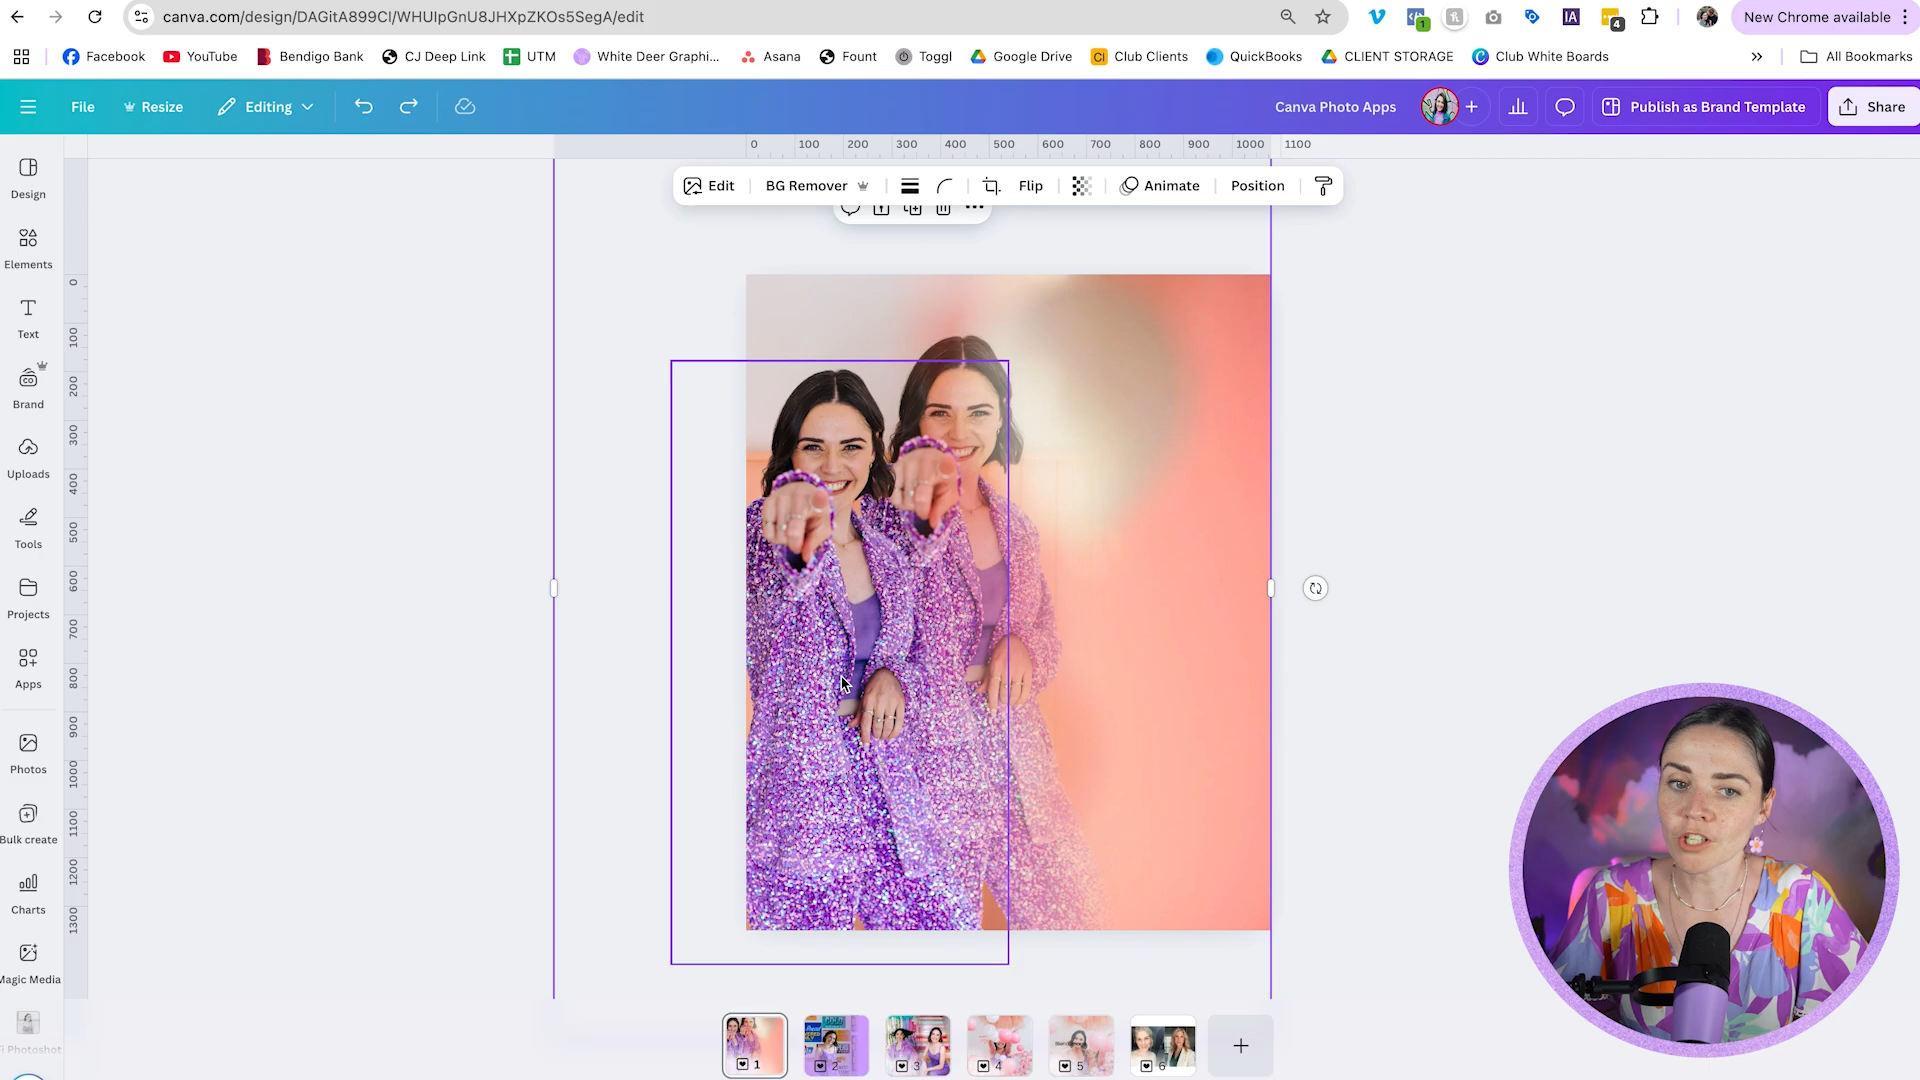 canva.com/design/DAGitA899CI/WHUIpGnU8JHXpZKOs5SegA/edit
1
4
New Chrome available
Facebook YouTube Bendigo Bank CJ Deep Link UTM White Deer Graphi... Asana Fount Toggl Google Drive Club Clients QuickBooks CLIENT STORAGE Club White Boards » All Bookmarks
File Resize Editing Canva Photo Apps Publish as Brand Template Share
0 100 200 300 400 500 600 700 800 900 1000 1100
Edit BG Remover Flip Animate Position
Design
Elements
Text
Brand
Uploads
Tools
Projects
Apps
Photos
Bulk create
Charts
Magic Media
i Photoshot
0
100
200
300
400
500
600
700
800
900
1000
1100
1200
1300
1 2 3 4 5 6